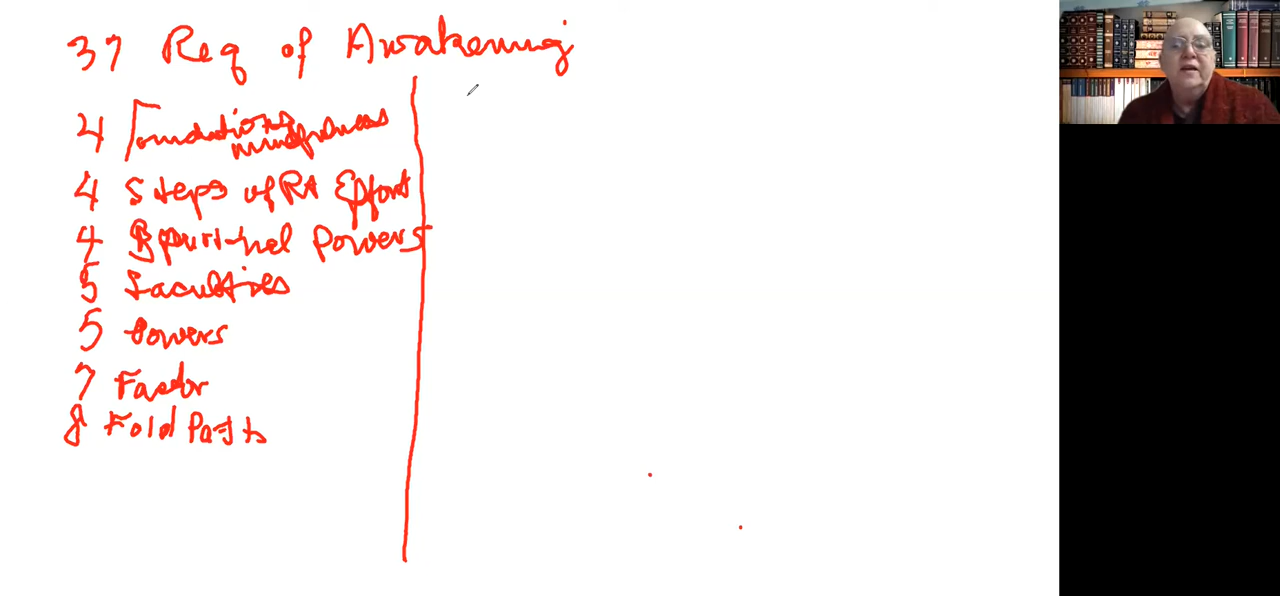 37 Req of Awakening
4 Foundations mindfulness
4 Steps of Rt Effort
4 Spiritual Powers
5 Faculties
5 Powers
7 Factor
8 Fold Path